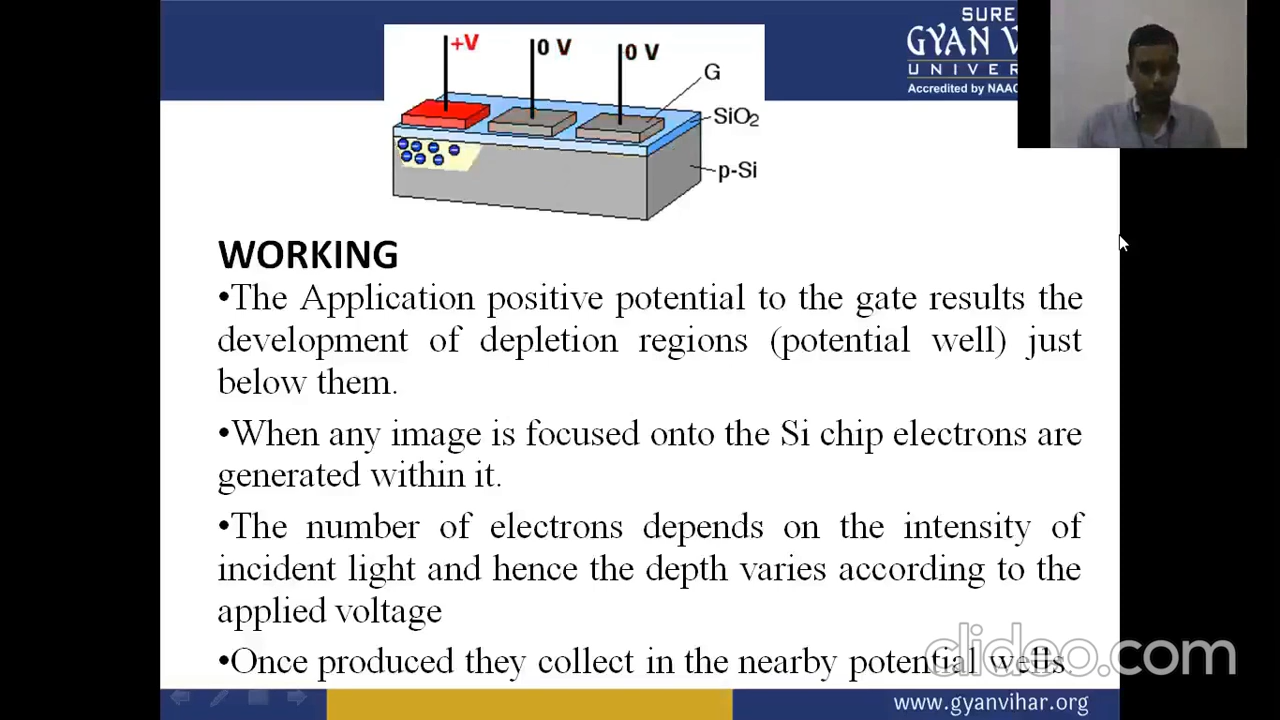 SURE
GYAN V
UNIVE
Accredited by NAAC
+V
0 V
0 V
G
SiO2
p-Si
WORKING
•The Application positive potential to the gate results the
development of depletion regions (potential well) just
below them.
•When any image is focused onto the Si chip electrons are
generated within it.
•The number of electrons depends on the intensity of
incident light and hence the depth varies according to the
applied voltage
•Once produced they collect in the nearby potential wells.
clideo.com
www.gyanvihar.org